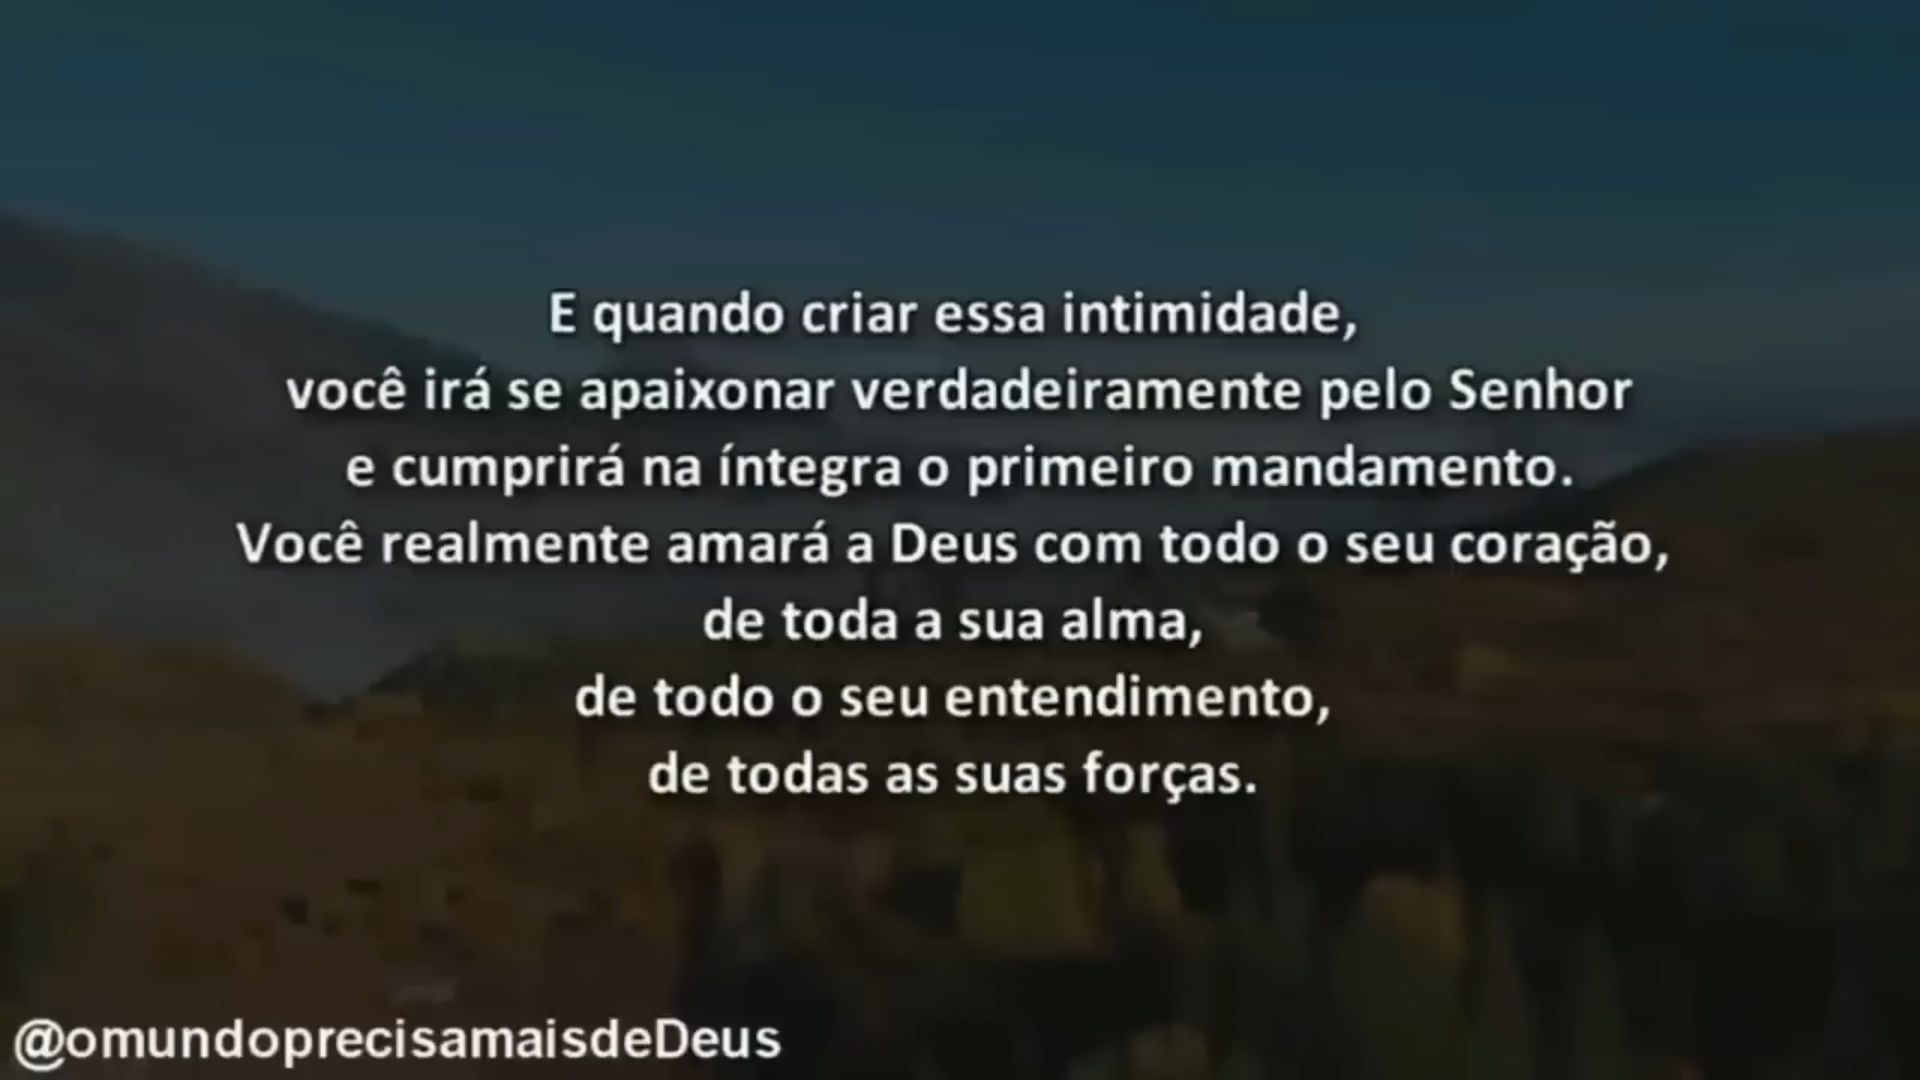 E quando criar essa intimidade,
você irá se apaixonar verdadeiramente pelo Senhor
e cumprirá na íntegra o primeiro mandamento.
Você realmente amará a Deus com todo o seu coração,
de toda a sua alma,
de todo o seu entendimento,
de todas as suas forças.
@omundoprecisamaisdeDeus